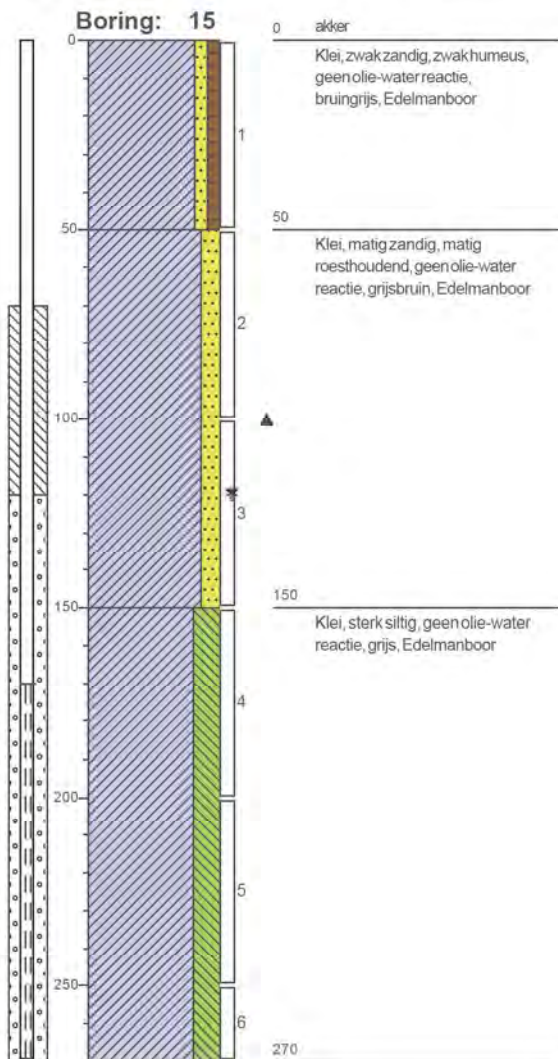 Boring: 15
0
50
100
150
200
250
1
2
3
4
5
6
0 akker
Klei, zwak zandig, zwak humeus,
geen olie-water reactie,
bruingrijs, Edelmanboor
50
Klei, matig zandig, matig
roesthoudend, geen olie-water
reactie, grijsbruin, Edelmanboor
150
Klei, sterk siltig, geen olie-water
reactie, grijs, Edelmanboor
270